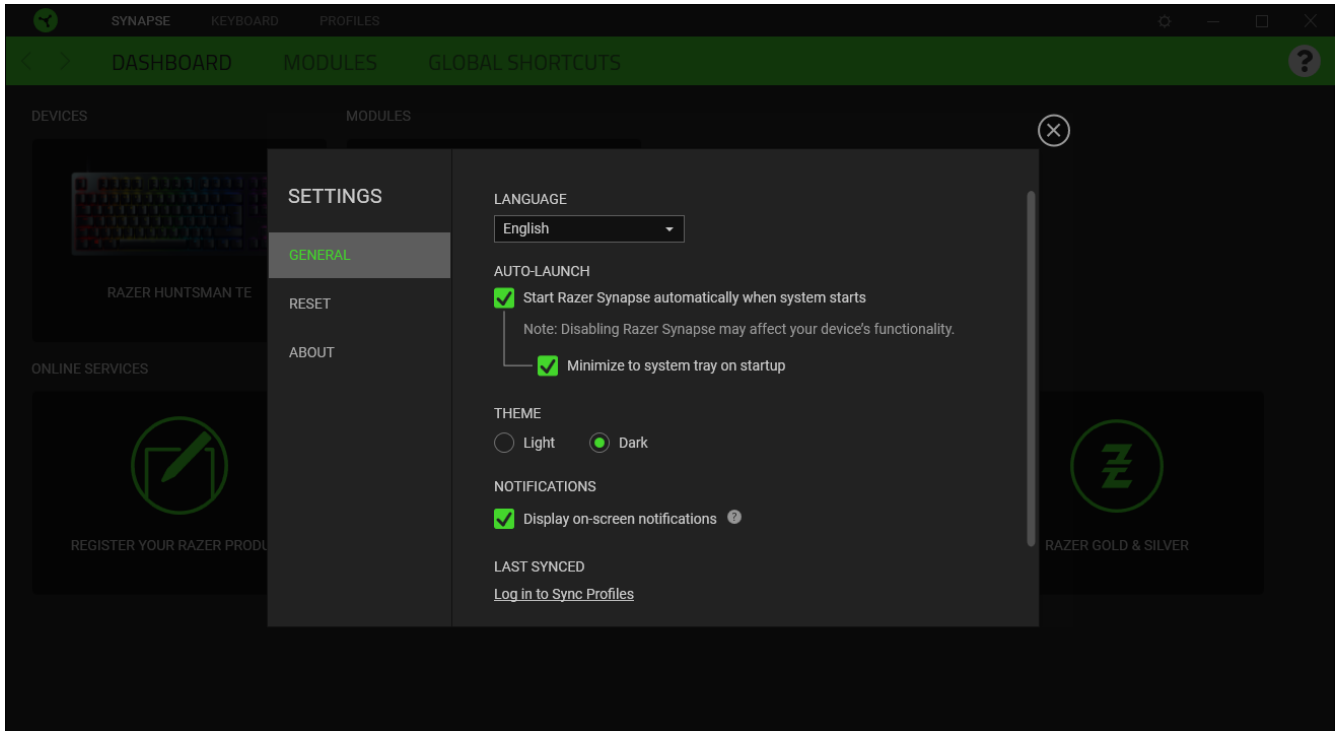 SYNAPSE KEYBOARD PROFILES
DASHBOARD MODULES GLOBAL SHORTCUTS
?
DEVICES MODULES
RAZER HUNTSMAN TE
ONLINE SERVICES
REGISTER YOUR RAZER PRODU
RAZER GOLD & SILVER
SETTINGS
GENERAL
RESET
ABOUT
LANGUAGE
English
AUTO-LAUNCH
Start Razer Synapse automatically when system starts
Note: Disabling Razer Synapse may affect your device's functionality.
Minimize to system tray on startup
THEME
Light Dark
NOTIFICATIONS
Display on-screen notifications ?
LAST SYNCED
Log in to Sync Profiles